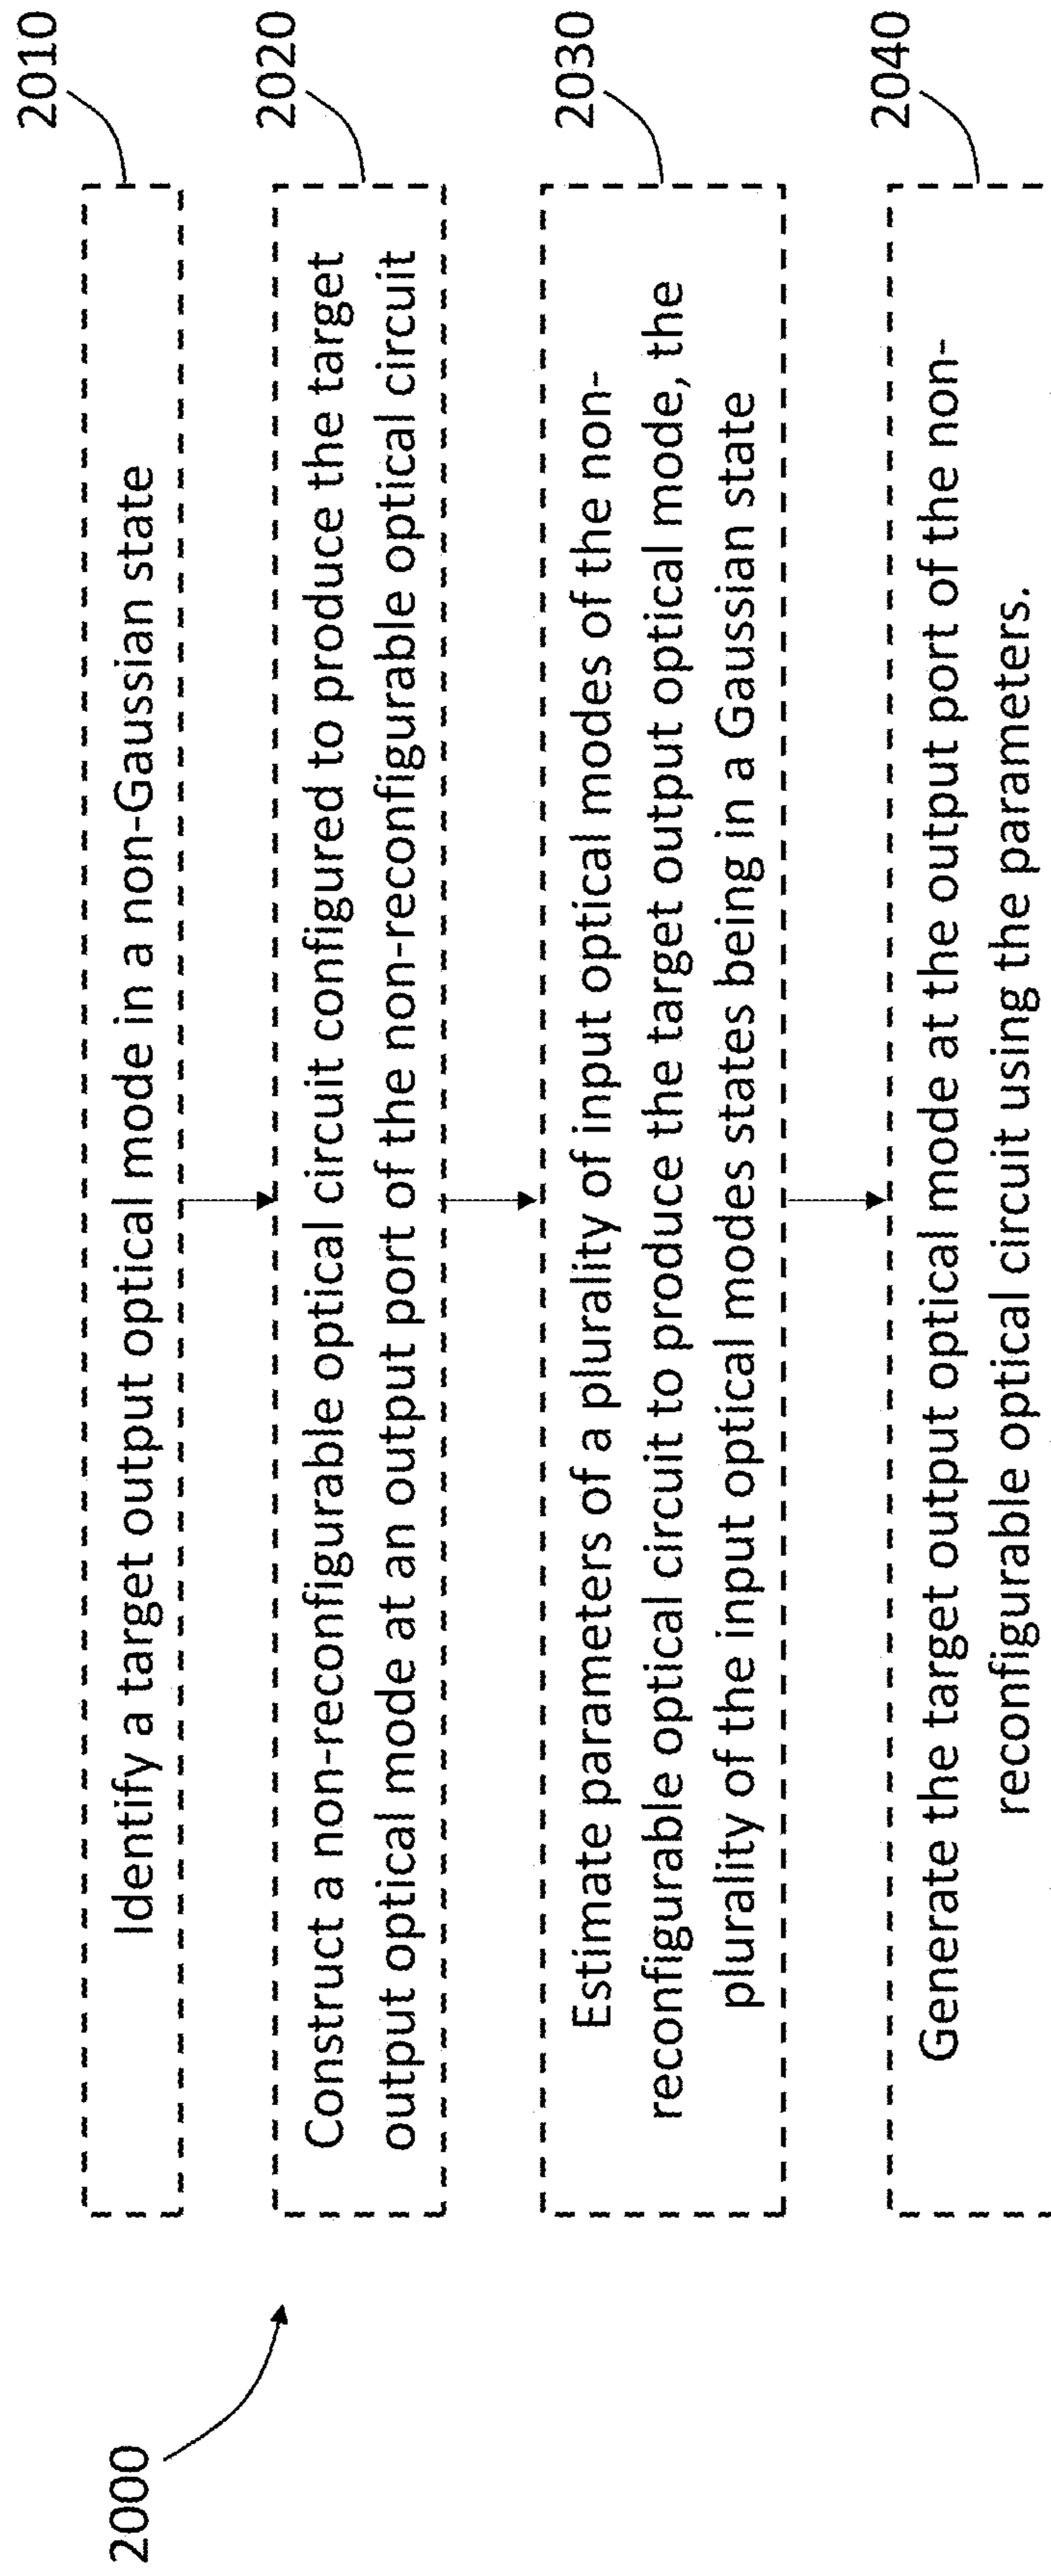 2000
2010
Identify a target output optical mode in a non-Gaussian state
2020
Construct a non-reconfigurable optical circuit configured to produce the target
output optical mode at an output port of the non-reconfigurable optical circuit
2030
Estimate parameters of a plurality of input optical modes of the non-
reconfigurable optical circuit to produce the target output optical mode, the
plurality of the input optical modes states being in a Gaussian state
2040
Generate the target output optical mode at the output port of the non-
reconfigurable optical circuit using the parameters.